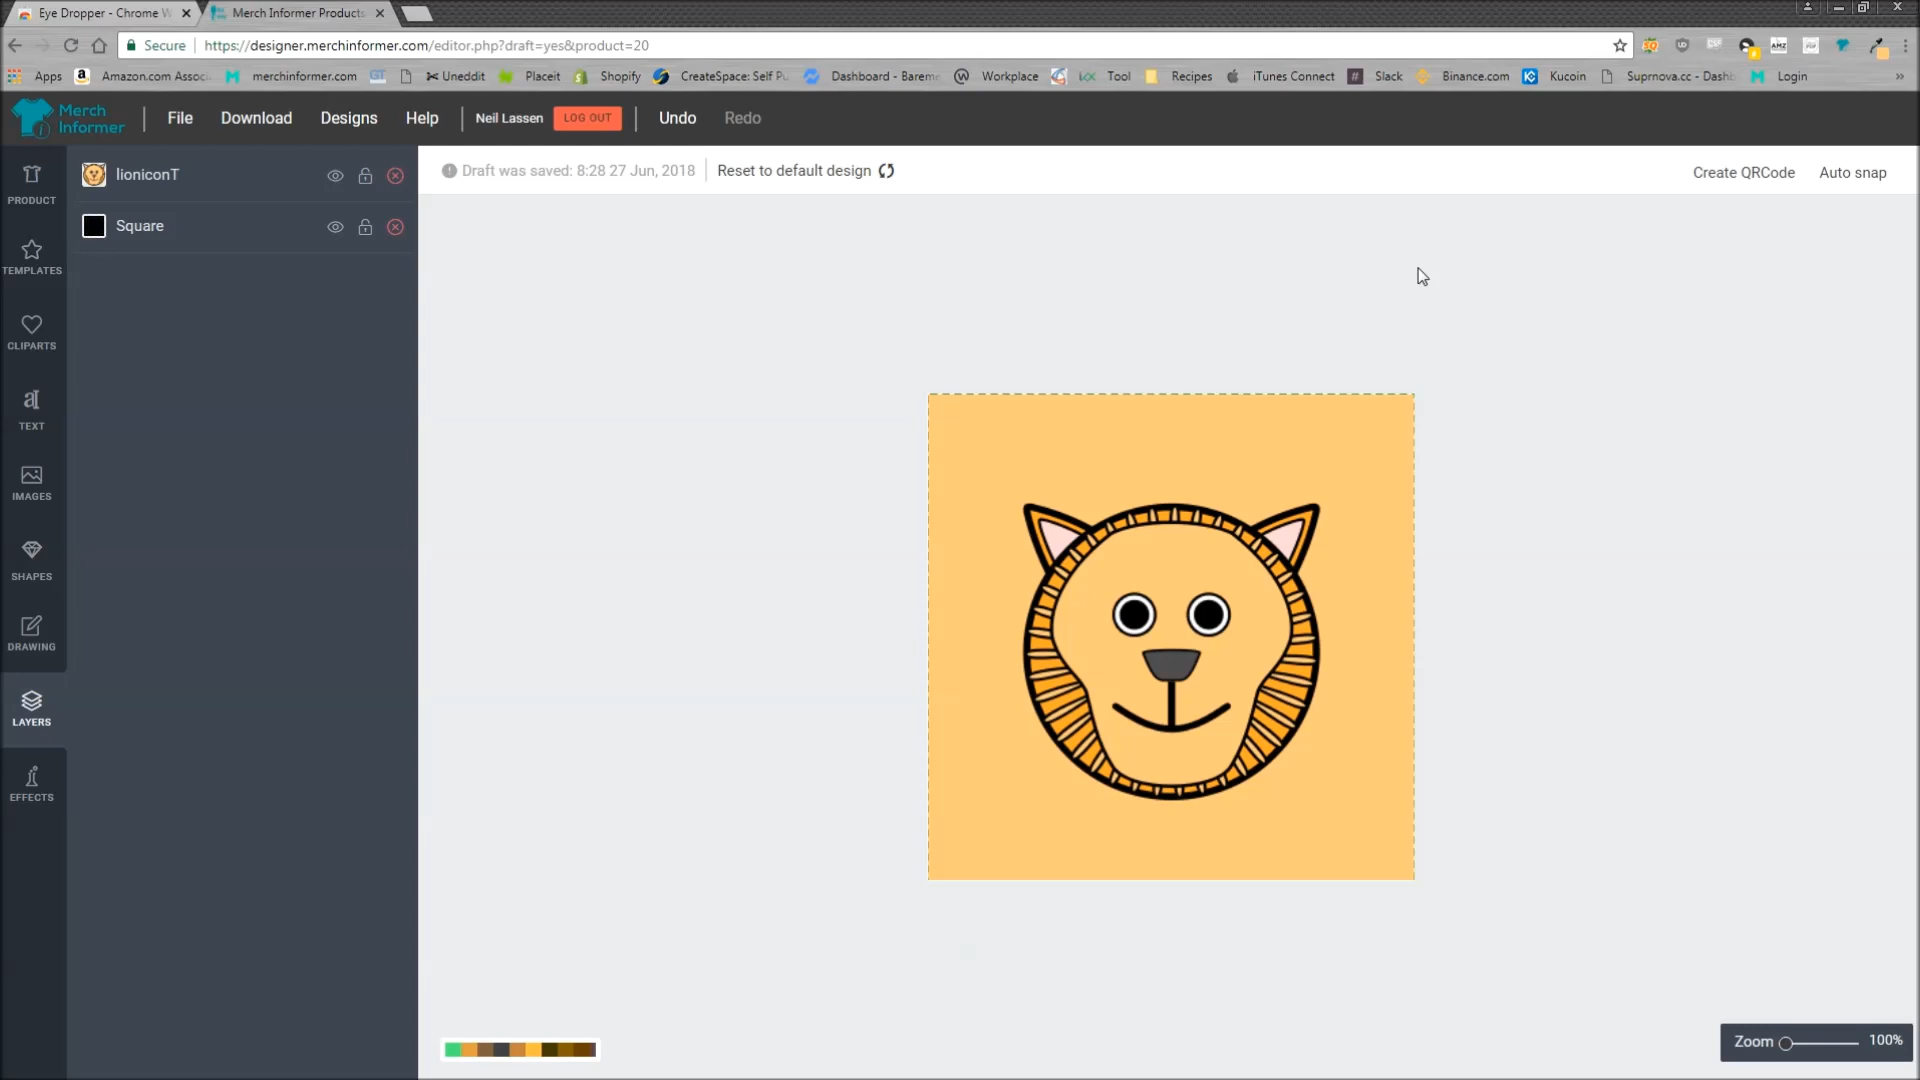 Eye Dropper - Chrome W
Merch Informer Products
Secure https://designer.merchinformer.com/editor.php?draft=yes&product=20
Apps Amazon.com Assoc merchinformer.com Uneddit Placeit Shopify CreateSpace: Self Pu Dashboard - Bareme Workplace Tool Recipes iTunes Connect Slack Binance.com Kucoin Suprnova.cc - Dash Login »
Merch Informer File Download Designs Help Neil Lassen LOG OUT Undo Redo
PRODUCT
TEMPLATES
CLIPARTS
TEXT
IMAGES
SHAPES
DRAWING
LAYERS
EFFECTS
lioniconT
Square
Draft was saved: 8:28 27 Jun, 2018 Reset to default design
Create QRCode Auto snap
Zoom 100%